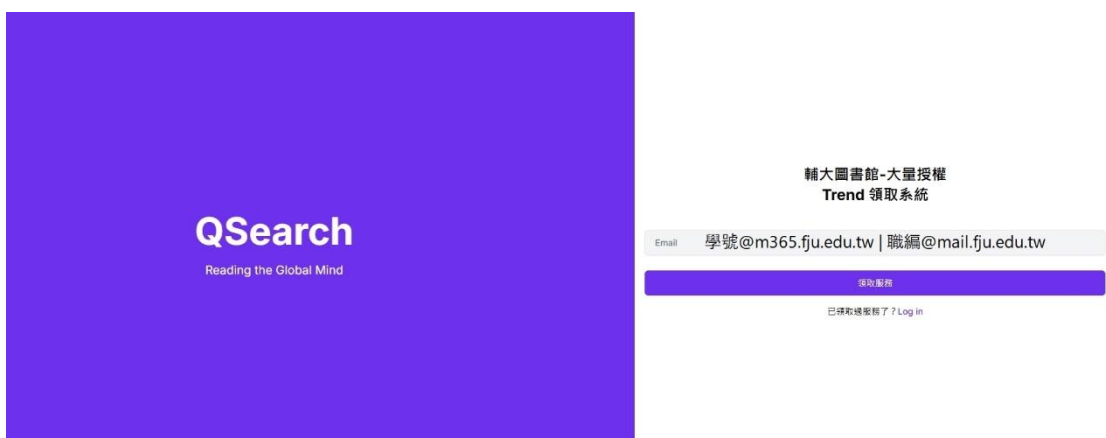 QSearch
Reading the Global Mind
輔大圖書館-大量授權
Trend 領取系統
Email 學號@m365.fju.edu.tw | 職編@mail.fju.edu.tw
領取服務
已領取過服務了?Log in